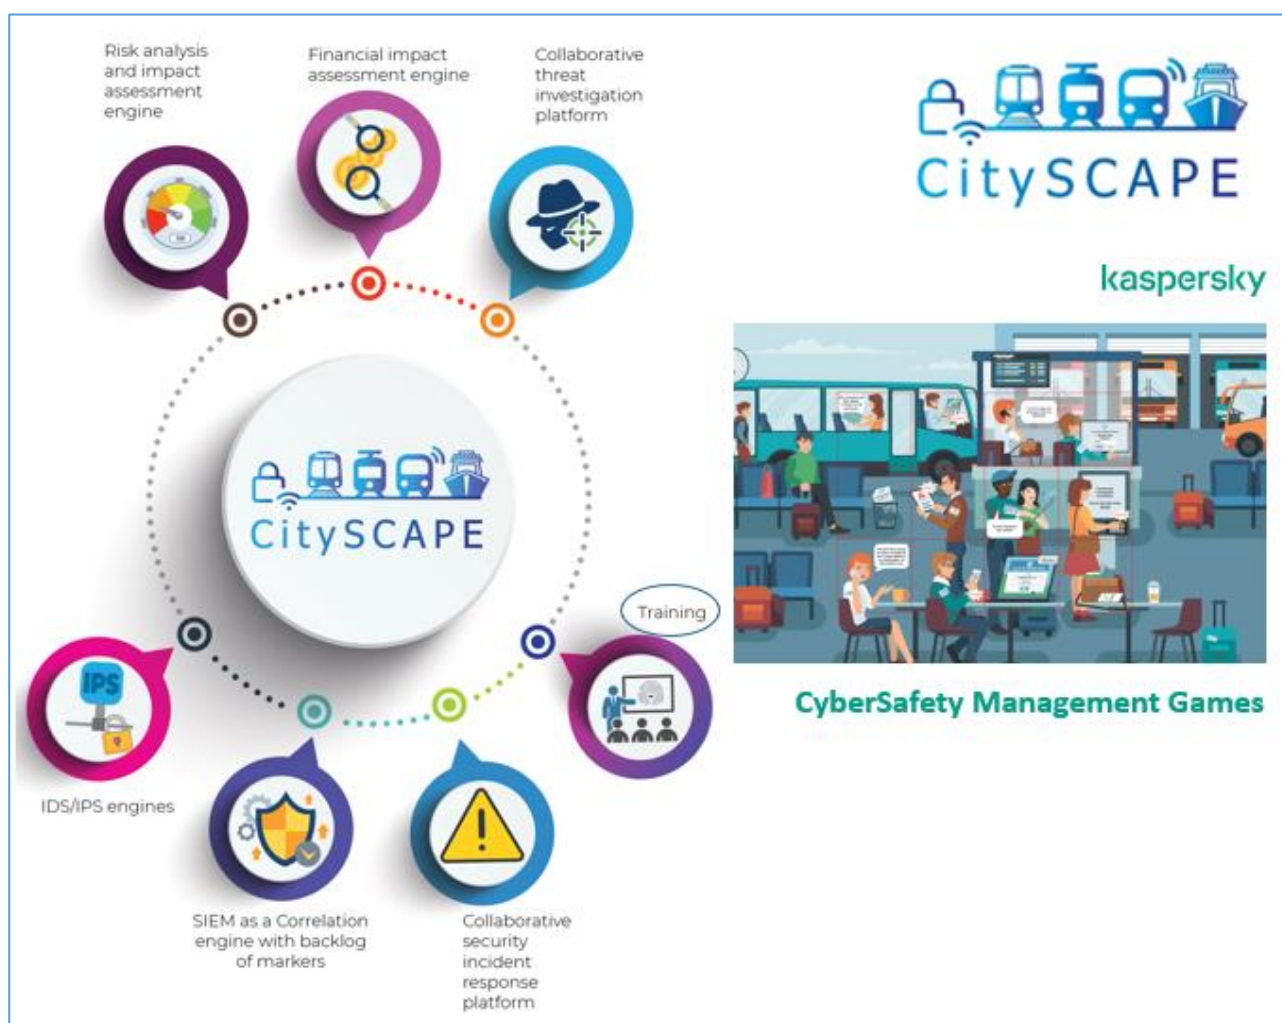 Risk analysis
and impact
assessment
engine
Financial impact
assessment engine
Collaborative
threat
investigation
platform
CitySCAPE
kaspersky
CitySCAPE
Training
CyberSafety Management Games
IPS
IDS/IPS engines
SIEM as a Correlation
engine with backlog
of markers
Collaborative
security
incident
response
platform